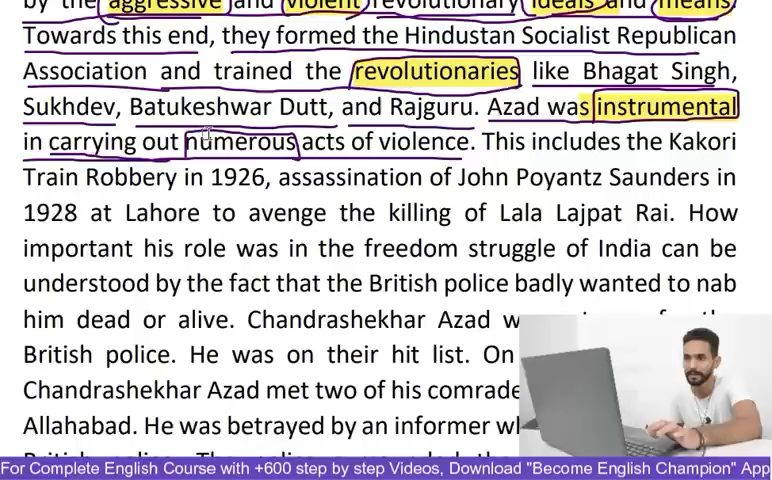 by the aggressive and violent revolutionary ideals and means.
Towards this end, they formed the Hindustan Socialist Republican
Association and trained the revolutionaries like Bhagat Singh,
Sukhdev, Batukeshwar Dutt, and Rajguru. Azad was instrumental
in carrying out numerous acts of violence. This includes the Kakori
Train Robbery in 1926, assassination of John Poyantz Saunders in
1928 at Lahore to avenge the killing of Lala Lajpat Rai. How
important his role was in the freedom struggle of India can be
understood by the fact that the British police badly wanted to nab
him dead or alive. Chandrashekhar Azad
British police. He was on their hit list. On
Chandrashekhar Azad met two of his
Allahabad. He was betrayed by an informer
For Complete English Course with +600 step by step Videos, Download "Become English Champion" App